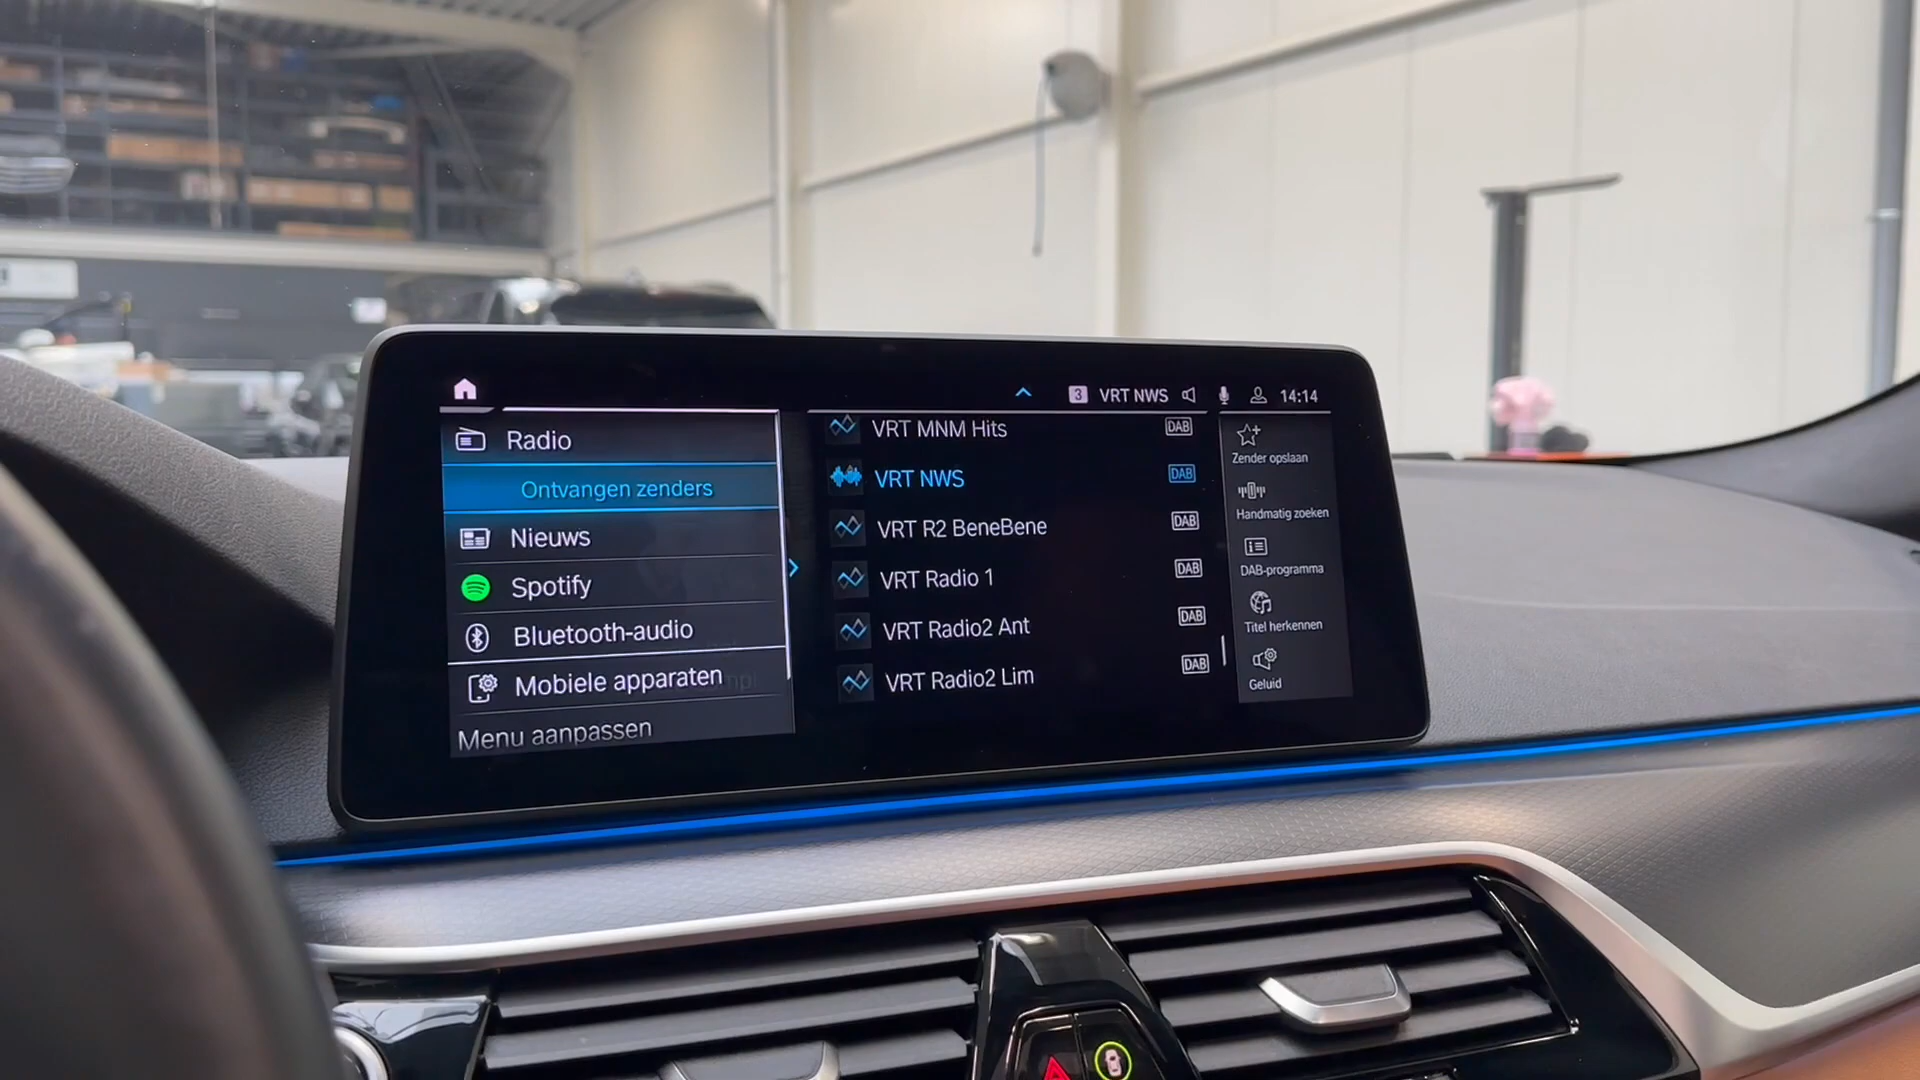 3 VRT NWS 14:14
Radio
Ontvangen zenders
Nieuws
Spotify
Bluetooth-audio
Mobiele apparaten
Menu aanpassen
VRT MNM Hits DAB
VRT NWS DAB
VRT R2 BeneBene DAB
VRT Radio 1 DAB
VRT Radio2 Ant DAB
VRT Radio2 Lim DAB
Zender opslaan
Handmatig zoeken
DAB-programma
Titel herkennen
Geluid